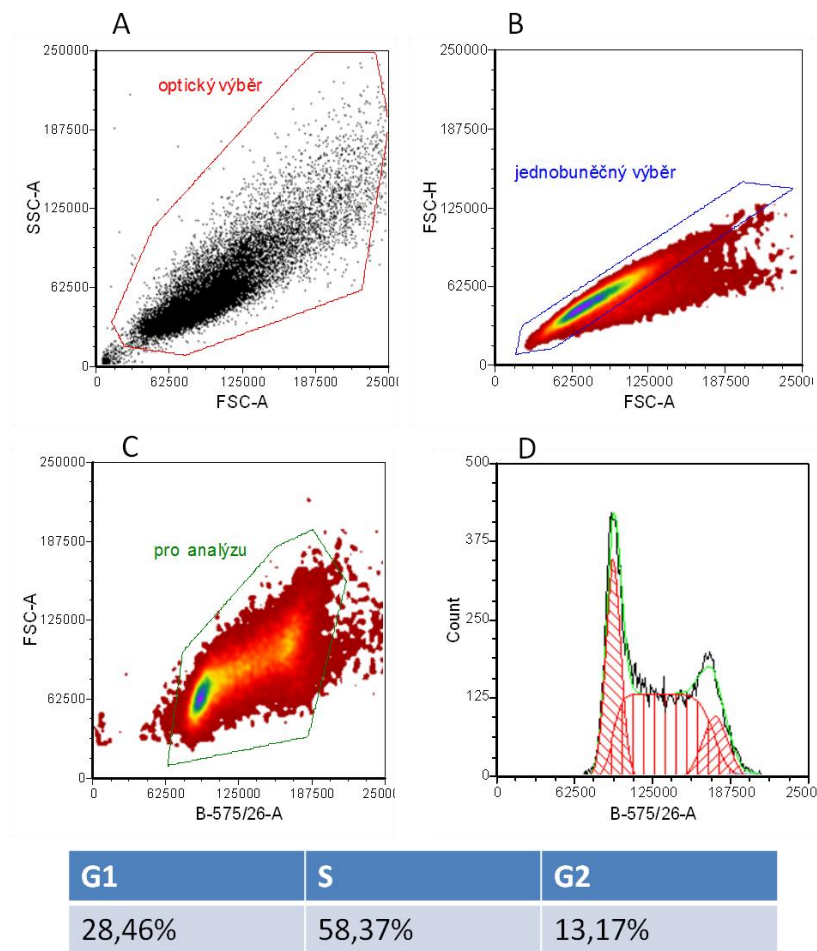 A
250000
187500
125000
62500
0
SSC-A
optický výběr
0 62500 125000 187500 25000
FSC-A
B
250000
187500
125000
62500
0
FSC-H
jednobuněčný výběr
0 62500 125000 187500 25000
FSC-A
C
250000
187500
125000
62500
0
FSC-A
pro analýzu
0 62500 125000 187500 25000
B-575/26-A
D
500
375
250
125
0
Count
0 62500 125000 187500 2500
B-575/26-A
G1 S G2
28,46% 58,37% 13,17%